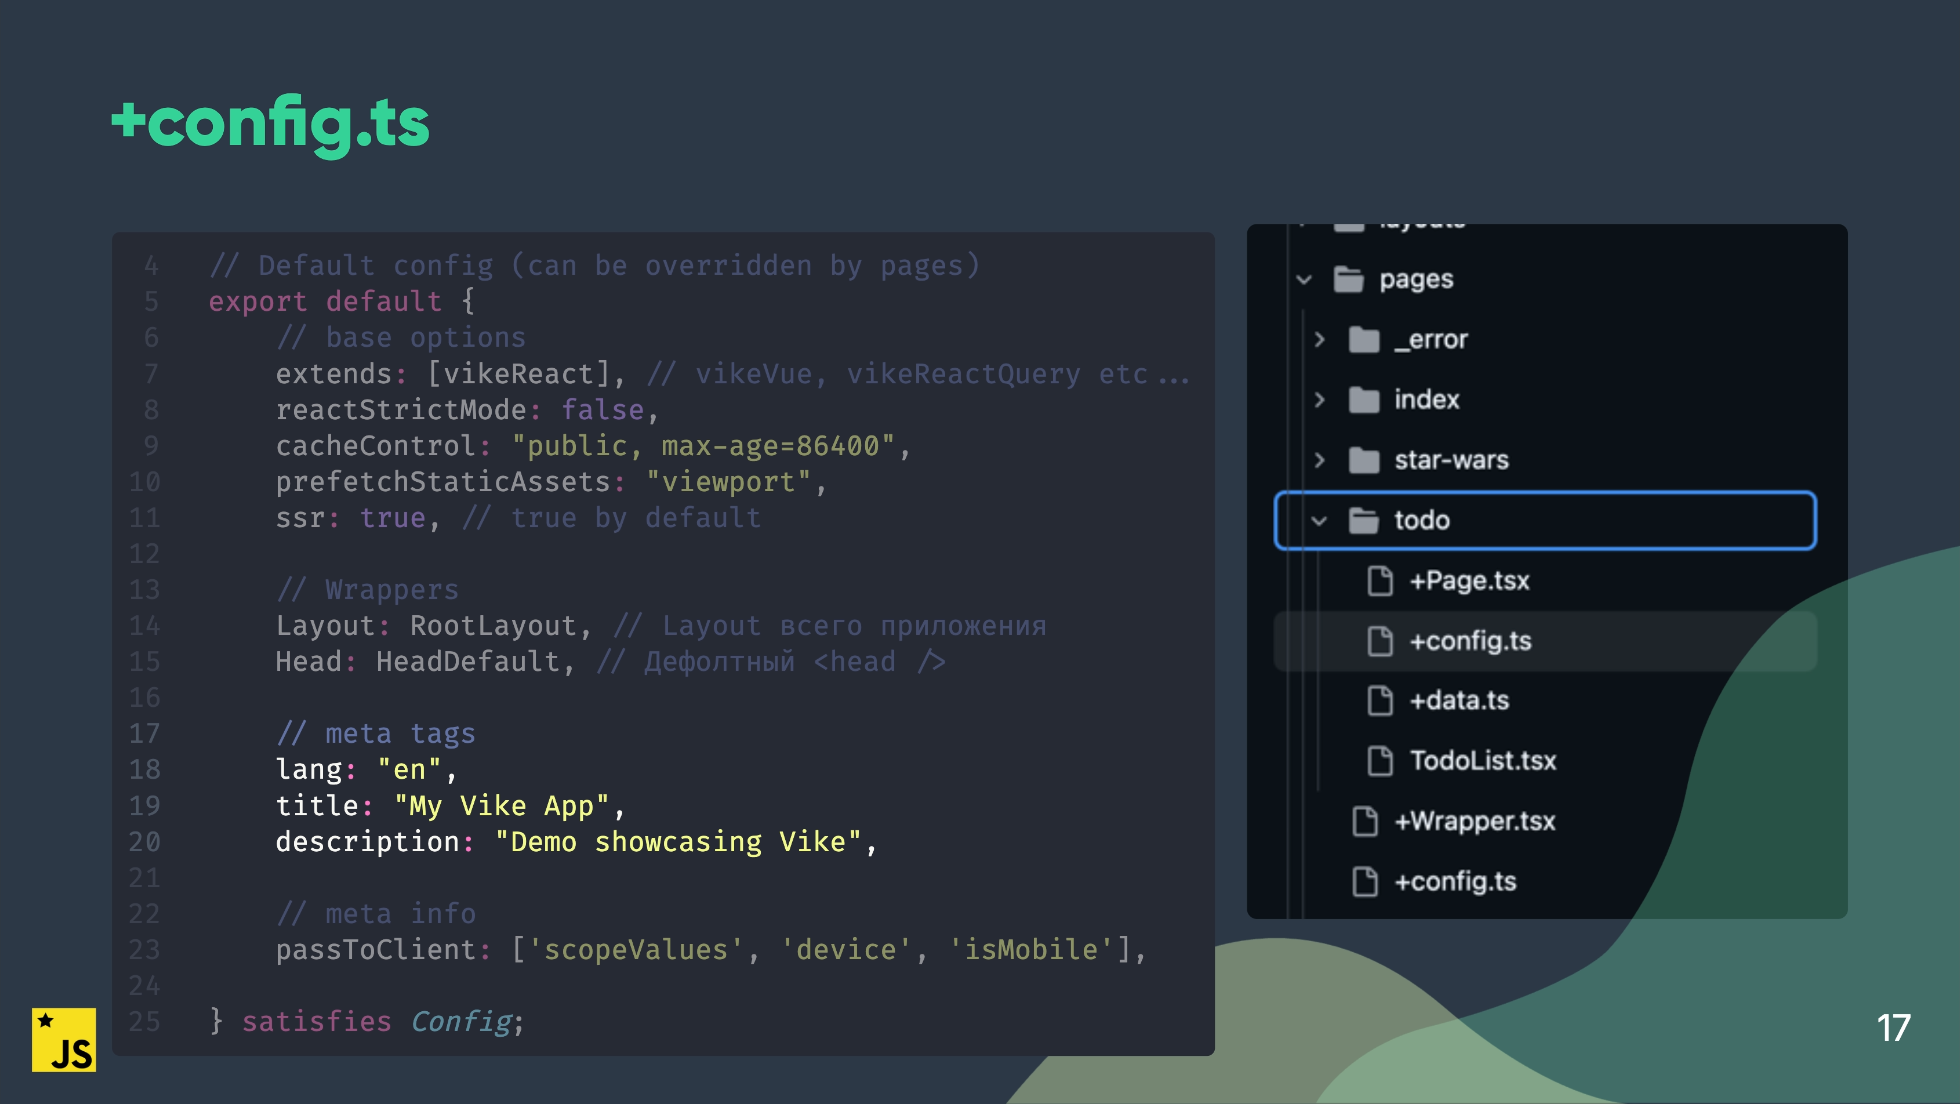 +config.ts
4 // Default config (can be overridden by pages)
5 export default {
6 // base options
7 extends: [vikeReact], // vikeVue, vikeReactQuery etc...
8 reactStrictMode: false,
9 cacheControl: "public, max-age=86400",
10 prefetchStaticAssets: "viewport",
11 ssr: true, // true by default
12
13 // Wrappers
14 Layout: RootLayout, // Layout всего приложения
15 Head: HeadDefault, // Дефолтный <head />
16
17 // meta tags
18 lang: "en",
19 title: "My Vike App",
20 description: "Demo showcasing Vike",
21
22 // meta info
23 passToClient: ['scopeValues', 'device', 'isMobile'],
24
25 } satisfies Config;
layouts
pages
_error
index
star-wars
todo
+Page.tsx
+config.ts
+data.ts
TodoList.tsx
+Wrapper.tsx
+config.ts
JS
17